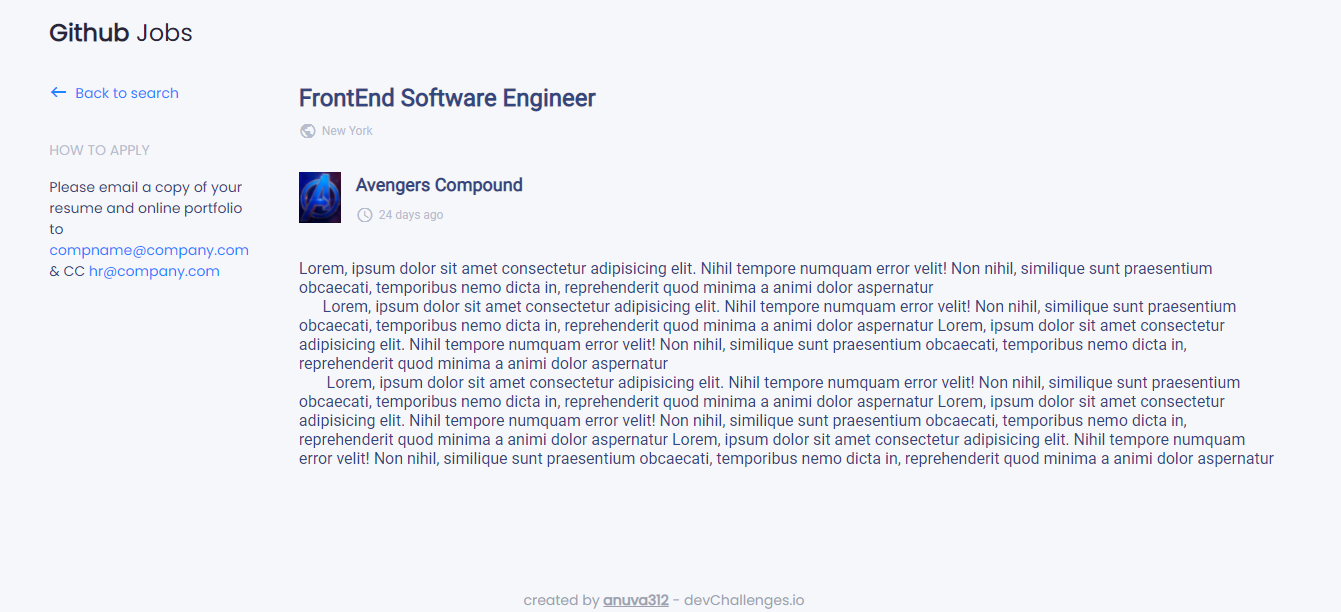 Github Jobs
Back to search
HOW TO APPLY
Please email a copy of your
resume and online portfolio
to
compname@company.com
& CC hr@company.com
FrontEnd Software Engineer
New York
Avengers Compound
24 days ago
Lorem, ipsum dolor sit amet consectetur adipisicing elit. Nihil tempore numquam error velit! Non nihil, similique sunt praesentium
obcaecati, temporibus nemo dicta in, reprehenderit quod minima a animi dolor aspernatur
Lorem, ipsum dolor sit amet consectetur adipisicing elit. Nihil tempore numquam error velit! Non nihil, similique sunt praesentium
obcaecati, temporibus nemo dicta in, reprehenderit quod minima a animi dolor aspernatur Lorem, ipsum dolor sit amet consectetur
adipisicing elit. Nihil tempore numquam error velit! Non nihil, similique sunt praesentium obcaecati, temporibus nemo dicta in,
reprehenderit quod minima a animi dolor aspernatur
Lorem, ipsum dolor sit amet consectetur adipisicing elit. Nihil tempore numquam error velit! Non nihil, similique sunt praesentium
obcaecati, temporibus nemo dicta in, reprehenderit quod minima a animi dolor aspernatur Lorem, ipsum dolor sit amet consectetur
adipisicing elit. Nihil tempore numquam error velit! Non nihil, similique sunt praesentium obcaecati, temporibus nemo dicta in,
reprehenderit quod minima a animi dolor aspernatur Lorem, ipsum dolor sit amet consectetur adipisicing elit. Nihil tempore numquam
error velit! Non nihil, similique sunt praesentium obcaecati, temporibus nemo dicta in, reprehenderit quod minima a animi dolor aspernatur
created by anuva312 - devChallenges.io